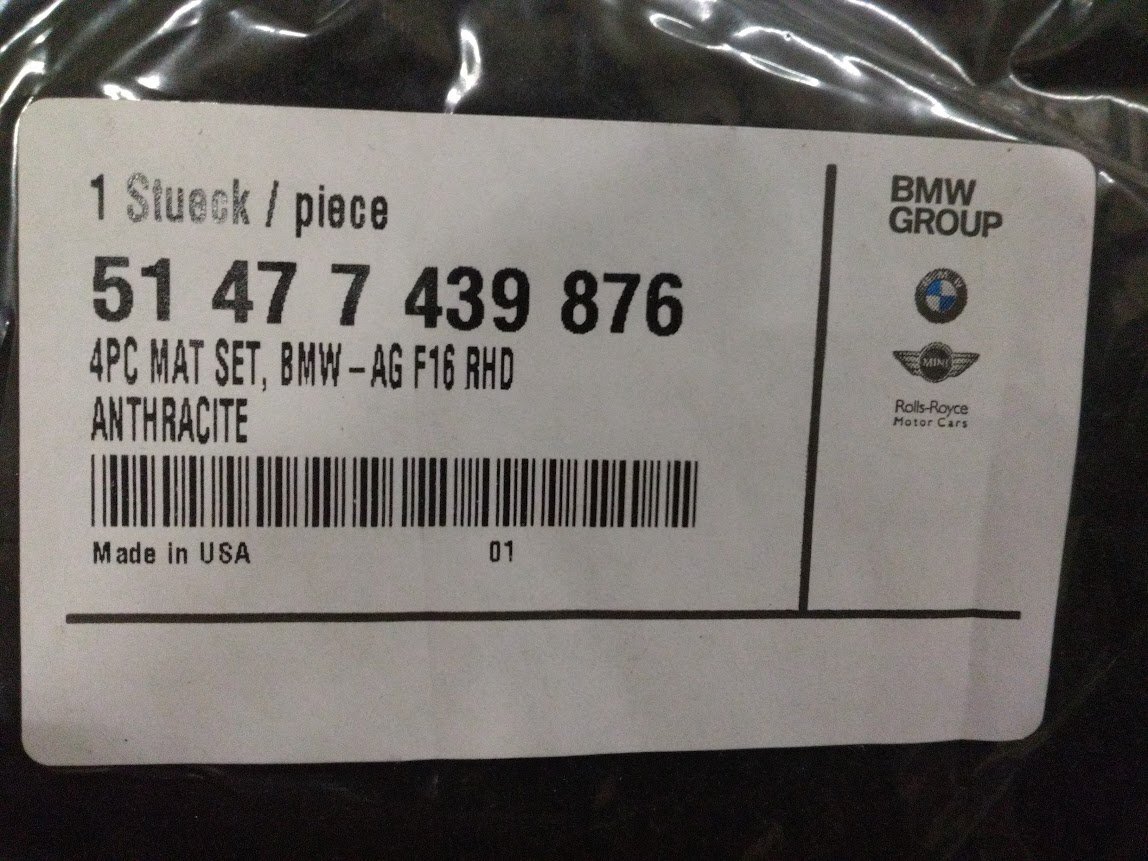 1 Stueck / piece
51 47 7 439 876
4PC MAT SET, BMW-AG F16 RHD
ANTHRACITE
Made in USA 01
BMW
GROUP
MINI
Rolls-Royce
Motor Cars